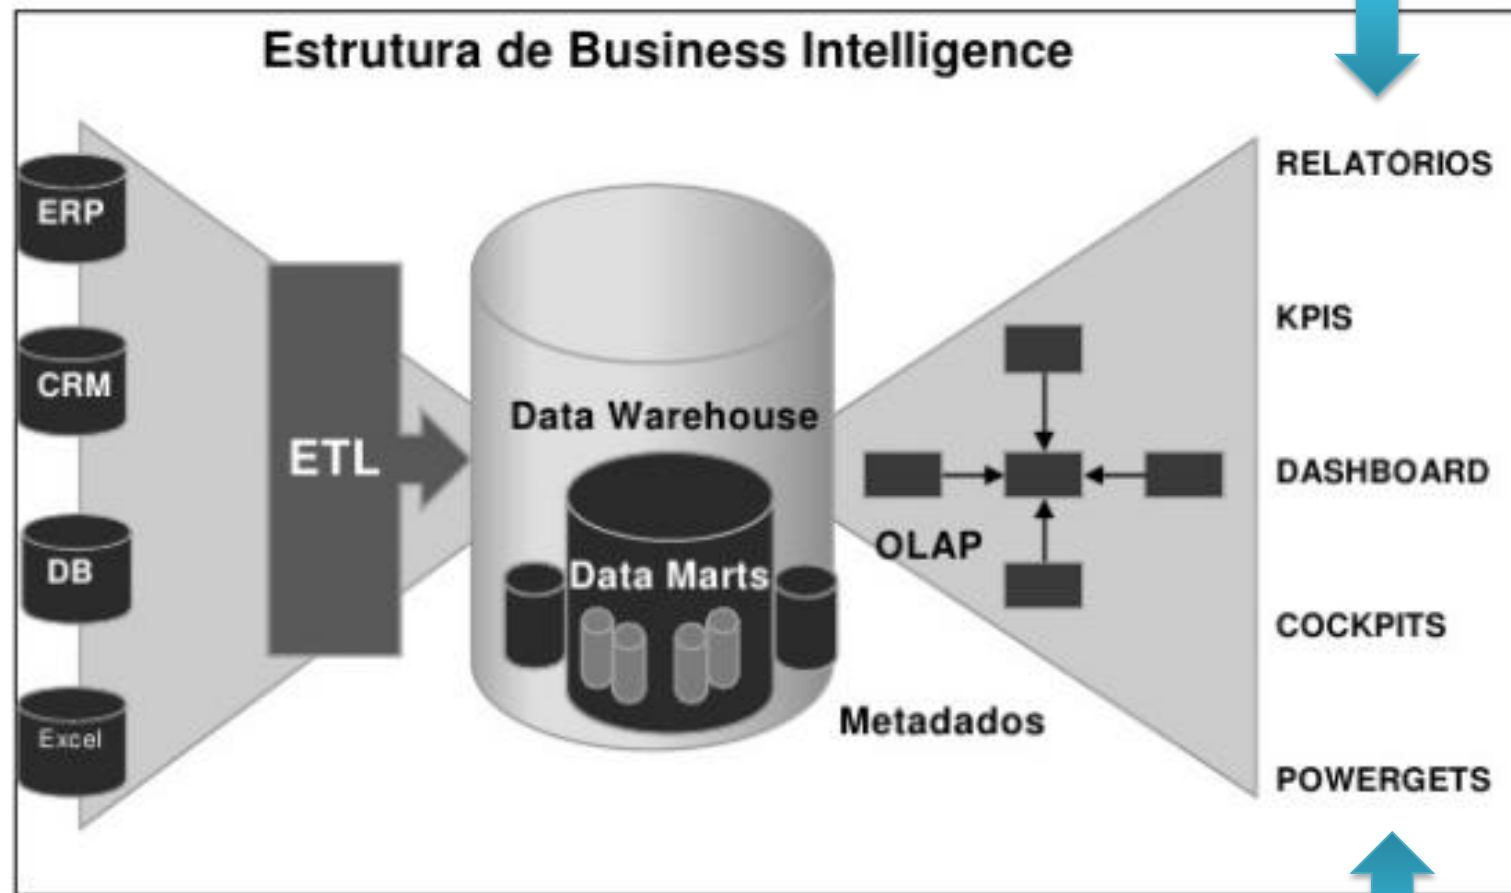 Estrutura de Business Intelligence
ERP
CRM
DB
Excel
ETL
Data Warehouse
Data Marts
OLAP
Metadados
RELATÓRIOS
KPIS
DASHBOARD
COCKPITS
POWERGETS